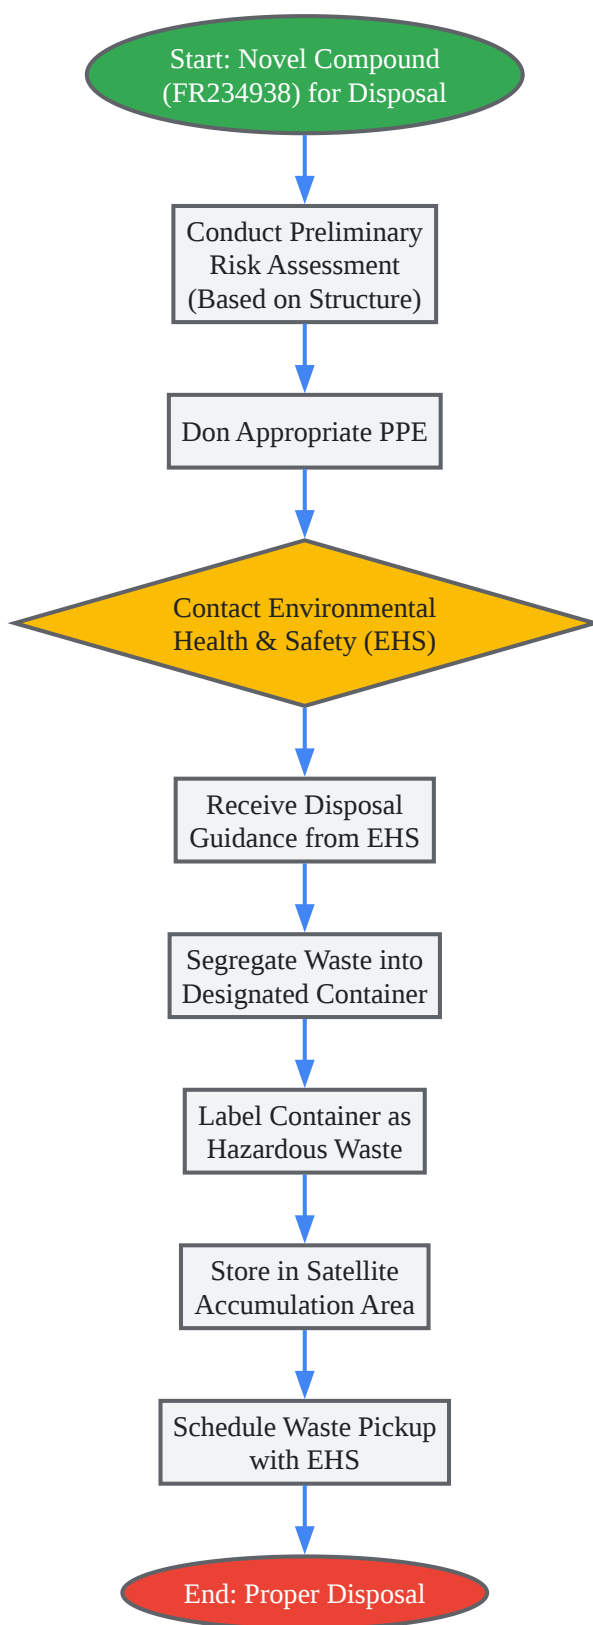 Start: Novel Compound
(FR234938) for Disposal
Conduct Preliminary
Risk Assessment
(Based on Structure)
Don Appropriate PPE
Contact Environmental
Health & Safety (EHS)
Receive Disposal
Guidance from EHS
Segregate Waste into
Designated Container
Label Container as
Hazardous Waste
Store in Satellite
Accumulation Area
Schedule Waste Pickup
with EHS
End: Proper Disposal